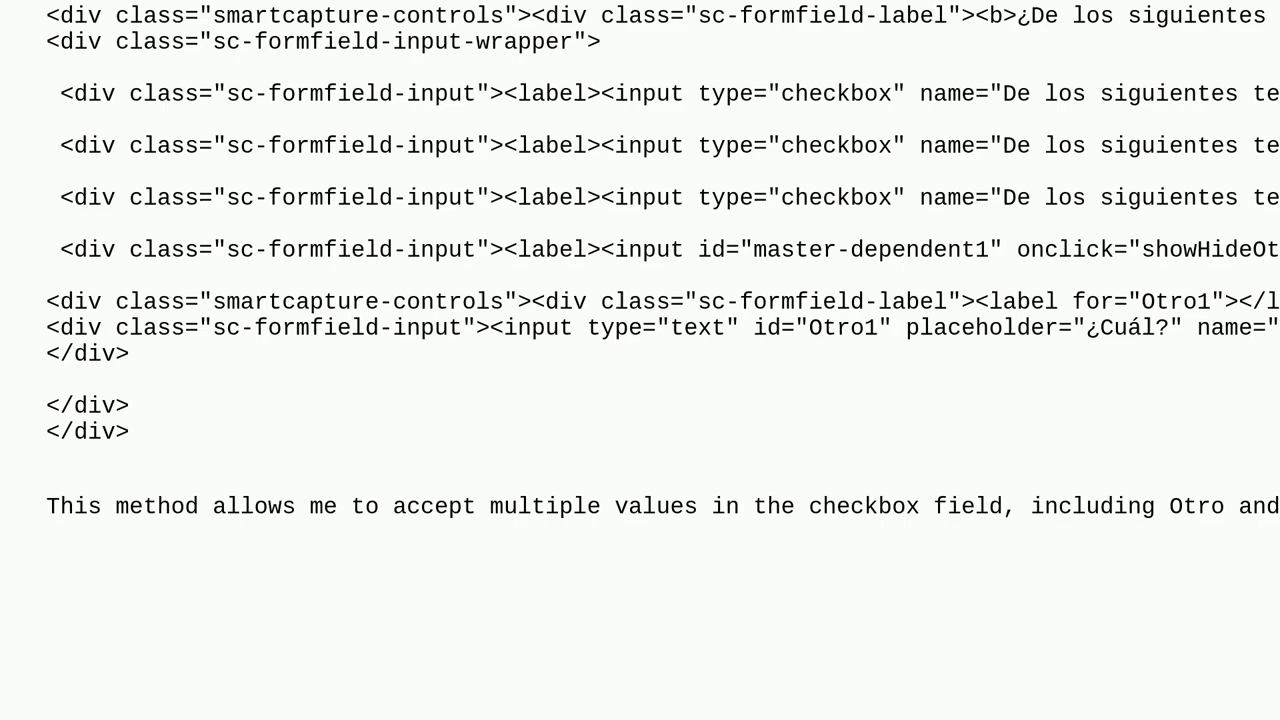 <div class="smartcapture-controls"><div class="sc-formfield-label"><b>¿De los siguientes
<div class="sc-formfield-input-wrapper">
<div class="sc-formfield-input"><label><input type="checkbox" name="De los siguientes te
<div class="sc-formfield-input"><label><input type="checkbox" name="De los siguientes te
<div class="sc-formfield-input"><label><input type="checkbox" name="De los siguientes te
<div class="sc-formfield-input"><label><input id="master-dependent1" onclick="showHideOt
<div class="smartcapture-controls"><div class="sc-formfield-label"><label for="Otro1"></l
<div class="sc-formfield-input"><input type="text" id="Otro1" placeholder="¿Cuál?" name="
</div>
</div>
</div>
This method allows me to accept multiple values in the checkbox field, including Otro and